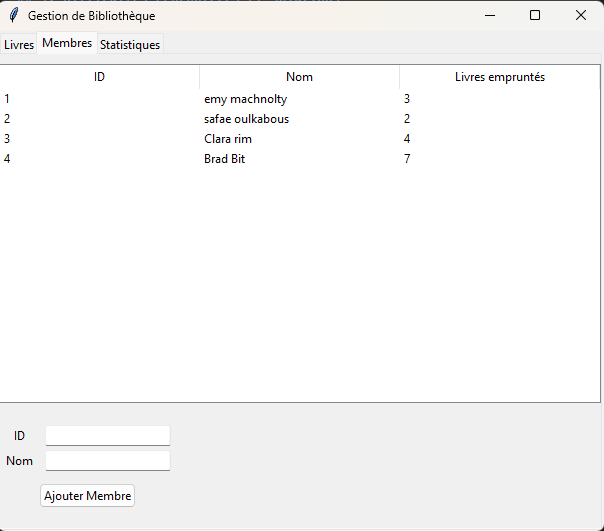 Gestion de Bibliothèque
Livres Membres Statistiques
ID Nom Livres empruntés
1 emy machnolty 3
2 safae oulkabous 2
3 Clara rim 4
4 Brad Bit 7
ID
Nom
Ajouter Membre